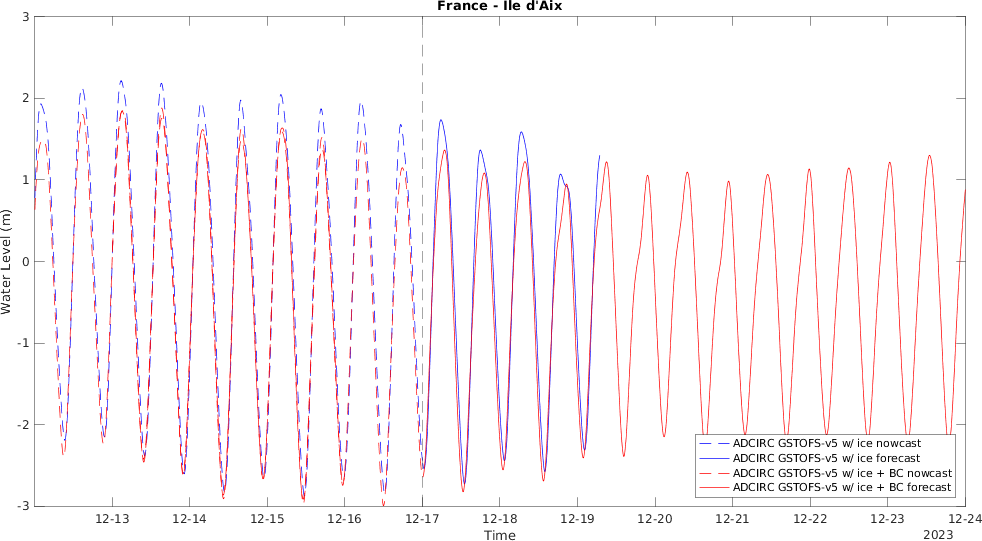 France - Ile d'Aix
3
2
1
0
-1
-2
-3
Water Level (m)
ADCIRC GSTOFS-v5 w/ ice nowcast
ADCIRC GSTOFS-v5 w/ ice forecast
ADCIRC GSTOFS-v5 w/ ice + BC nowcast
ADCIRC GSTOFS-v5 w/ ice + BC forecast
12-13 12-14 12-15 12-16 12-17 12-18 12-19 12-20 12-21 12-22 12-23 12-24
Time
2023